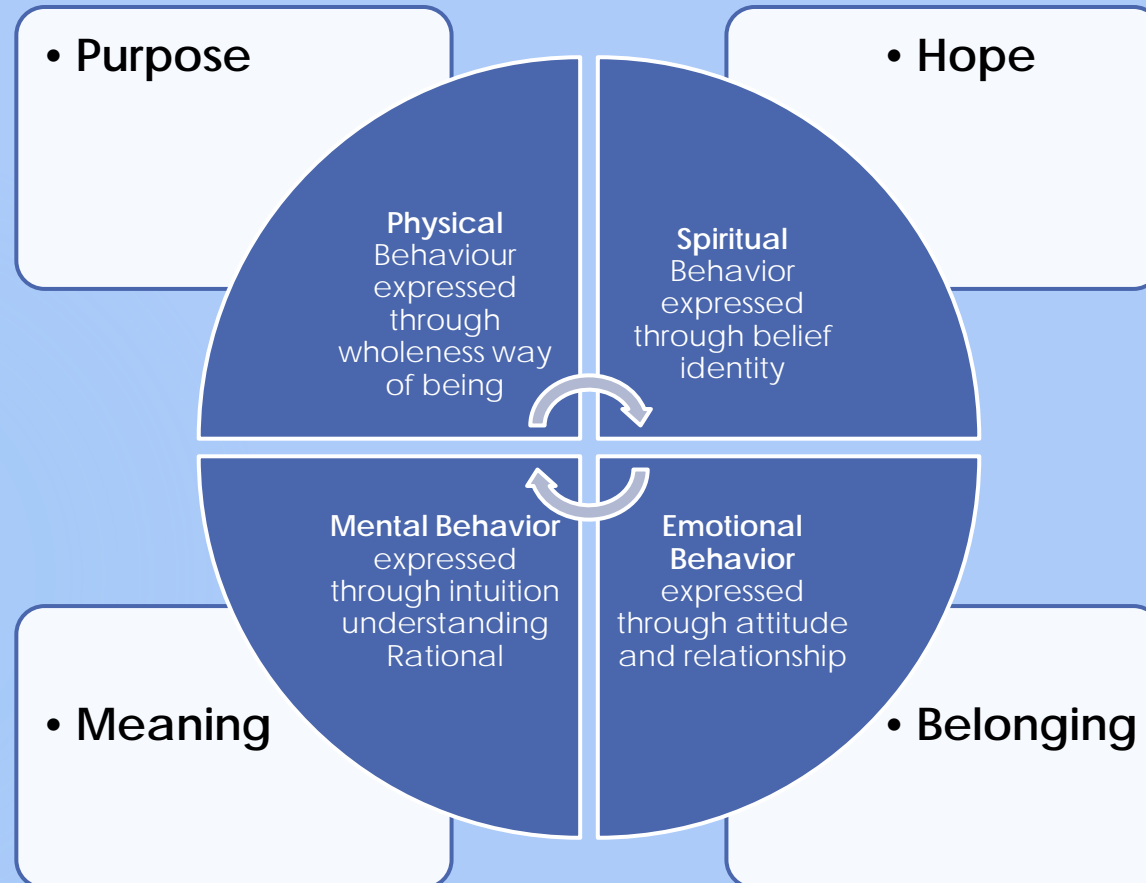 • Purpose
• Hope
Physical
Behaviour
expressed
through
wholeness way
of being
Spiritual
Behavior
expressed
through belief
identity
Mental Behavior
expressed
through intuition
understanding
Rational
Emotional
Behavior
expressed
through attitude
and relationship
• Meaning
• Belonging